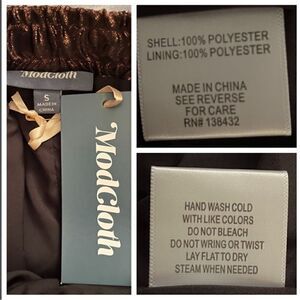 ModCloth
S
MADE IN
CHINA
ModCloth
SHELL:100% POLYESTER
LINING:100% POLYESTER
MADE IN CHINA
SEE REVERSE
FOR CARE
RN# 138432
HAND WASH COLD
WITH LIKE COLORS
DO NOT BLEACH
DO NOT WRING OR TWIST
LAY FLAT TO DRY
STEAM WHEN NEEDED